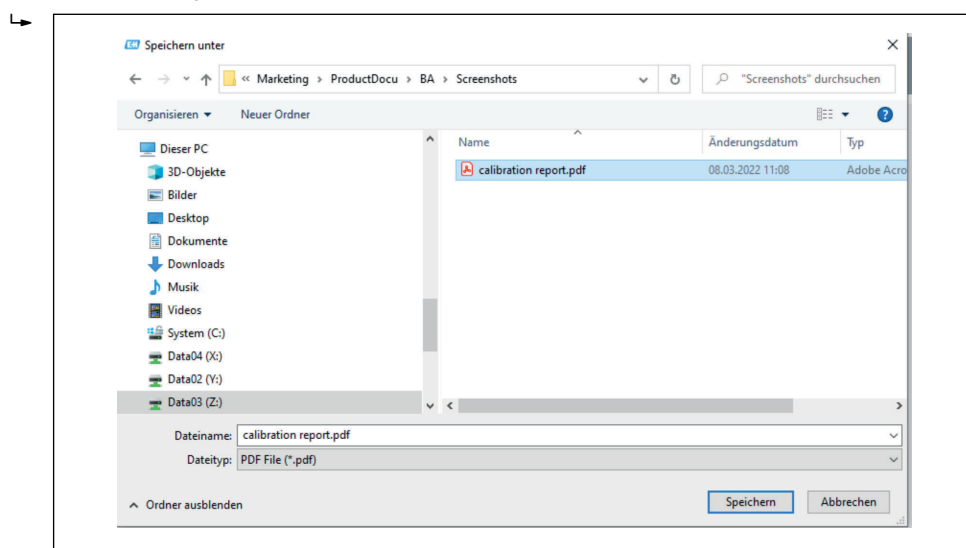 Speichern unter
« Marketing › ProductDocu › BA › Screenshots
"Screenshots" durchsuchen
Organisieren
Neuer Ordner
Name
Änderungsdatum
Typ
Dieser PC
3D-Objekte
Bilder
Desktop
Dokumente
Downloads
Musik
Videos
System (C:)
Data04 (X:)
Data02 (Y:)
Data03 (Z:)
calibration report.pdf
08.03.2022 11:08
Adobe Acro
Dateiname: calibration report.pdf
Dateityp: PDF File (*.pdf)
Ordner ausblenden
Speichern
Abbrechen